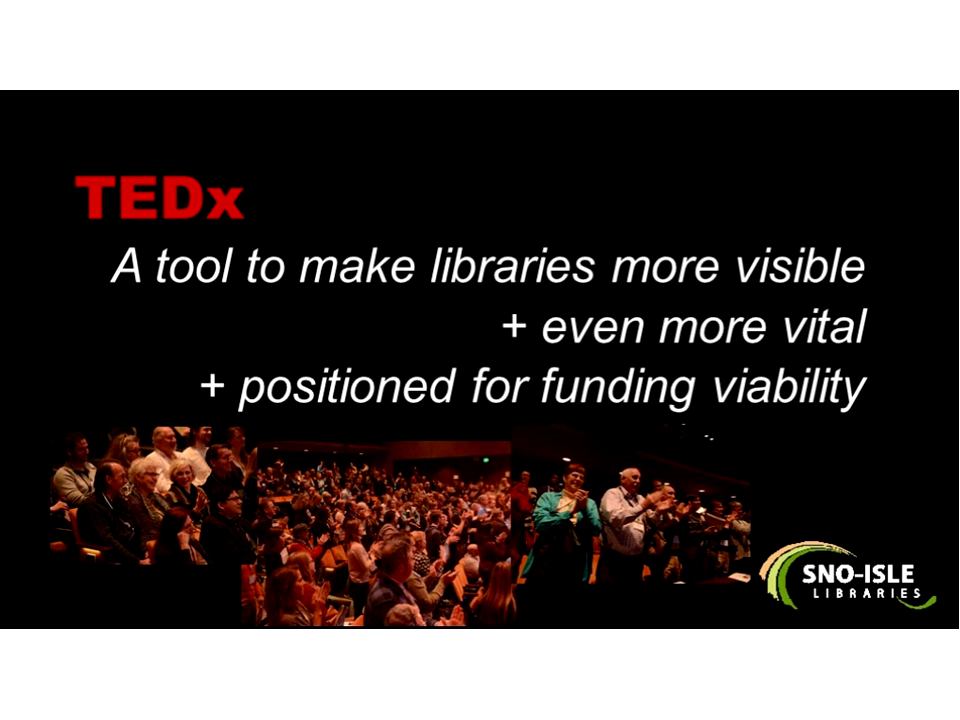 TEDx
A tool to make libraries more visible
+ even more vital
+ positioned for funding viability
SNO-ISLE
LIBRARIES